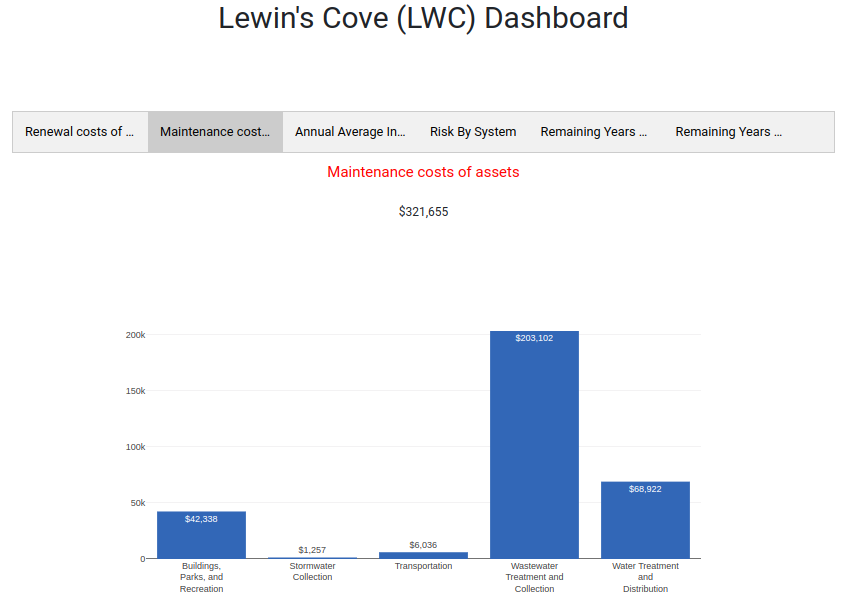 Lewin's Cove (LWC) Dashboard
Renewal costs of ... Maintenance cost... Annual Average In... Risk By System Remaining Years ... Remaining Years ...
Maintenance costs of assets
$321,655
200k
150k
100k
50k
0
$42,338
$1,257
$6,036
$203,102
$68,922
Buildings,
Parks, and
Recreation
Stormwater
Collection
Transportation
Wastewater
Treatment and
Collection
Water Treatment
and
Distribution